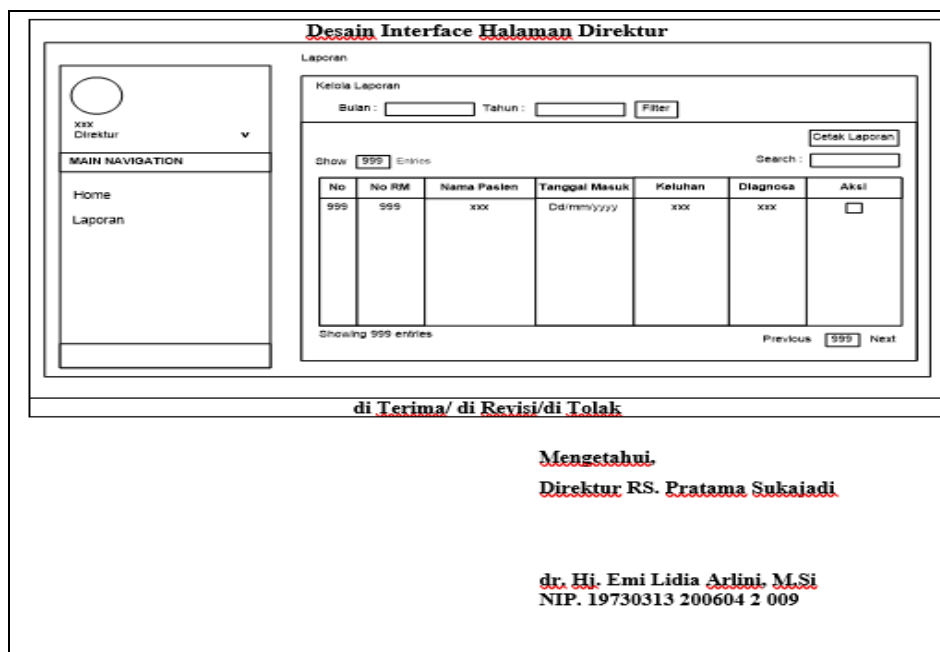 Desain Interface Halaman Direktur
Laporan
xxx
Direktur v
MAIN NAVIGATION
Home
Laporan
Kelola Laporan
Bulan : Tahun : Filter
Cetak Laporan
Show 999 Entries Search :
No No RM Nama Pasien Tanggal Masuk Keluhan Diagnosa Aksi
999 999 xxx Dd/mm/yyyy xxx xxx
Showing 999 entries Previous 999 Next
di Terima/ di Revisi/di Tolak
Mengetahui,
Direktur RS. Pratama Sukajadi
dr. Hj. Emi Lidia Arlini, M.Si
NIP. 19730313 200604 2 009